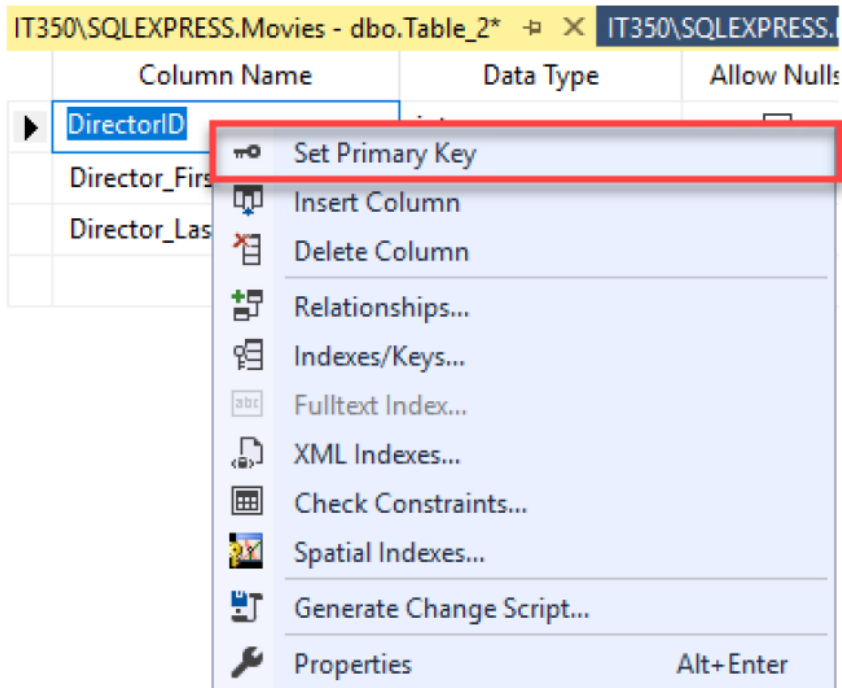 IT350\SQLEXPRESS.Movies - dbo.Table_2* IT350\SQLEXPRESS.
Column Name Data Type Allow Nulls
DirectorID
Set Primary Key
Director_Firs
Insert Column
Director_Las
Delete Column
Relationships...
Indexes/Keys...
abc Fulltext Index...
XML Indexes...
Check Constraints...
Spatial Indexes...
Generate Change Script...
Properties Alt+Enter